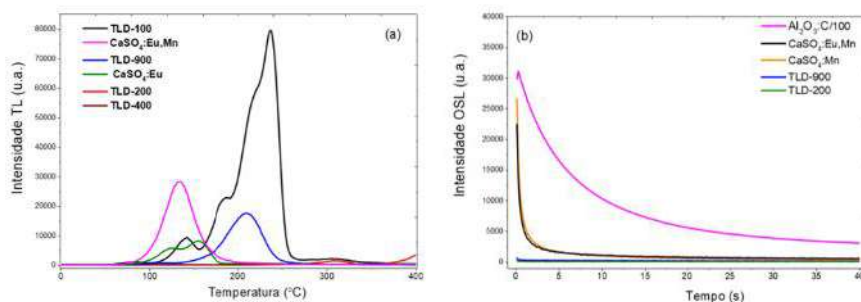 (a)
80000
70000
60000
50000
40000
30000
20000
10000
0
Intensidade TL (u.a.)
TLD-100
CaSO₄:Eu,Mn
TLD-900
CaSO₄:Eu
TLD-200
TLD-400
0 100 200 300 400
Temperatura (°C)
(b)
40000
35000
30000
25000
20000
15000
10000
5000
0
Intensidade OSL (u.a.)
Al₂O₃:C/100
CaSO₄:Eu,Mn
CaSO₄:Mn
TLD-900
TLD-200
0 5 10 15 20 25 30 35 40
Tempo (s)